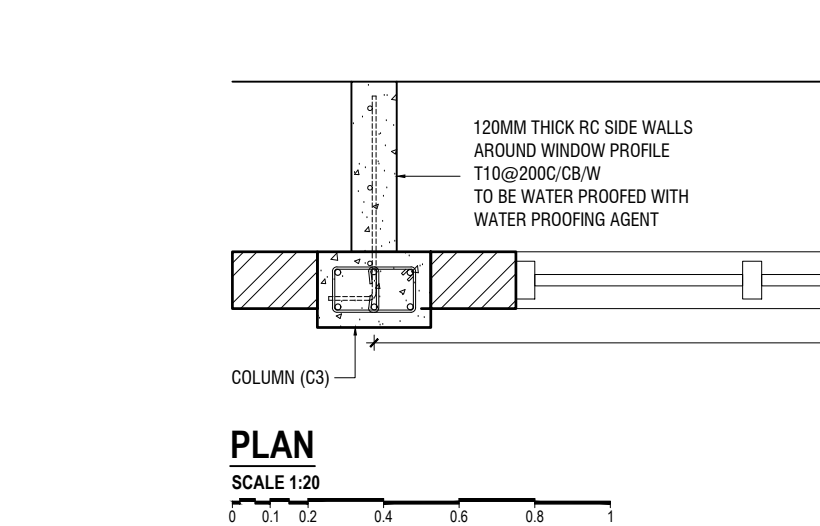 120MM THICK RC SIDE WALLS
AROUND WINDOW PROFILE
T10@200C/CB/W
TO BE WATER PROOFED WITH
WATER PROOFING AGENT
COLUMN (C3)
PLAN
SCALE 1:20
0 0.1 0.2 0.4 0.6 0.8 1